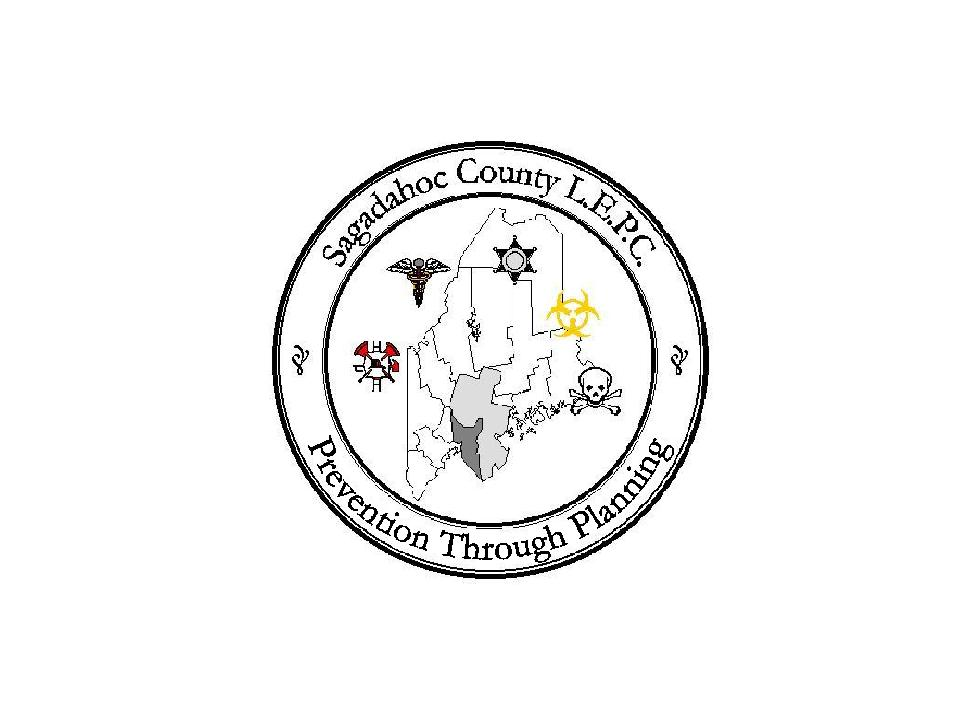 Sagadahoc County L.E.P.C.
Prevention Through Planning